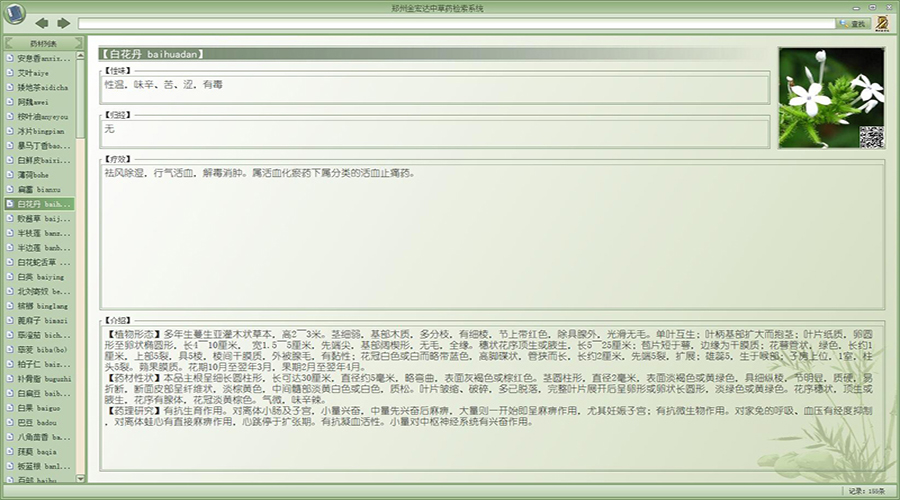 郑州金宏达中草药检索系统
查找
药材列表
安息香anxix...
艾叶aiye
矮地茶aidicha
阿魏awei
桉叶油anyeyou
冰片bingpian
暴马丁香bao...
白鲜皮baixi...
薄荷bohe
扁蓄 bianxu
白花丹 baih...
败酱草 baij...
半枝莲 banz...
半边莲 banb...
白花蛇舌草 ...
白英 baiying
北刘寄奴 be...
槟榔 binglang
蓖麻子 bimazi
荜澄茄 bich...
荜茇 biba(bo)
柏子仁 baiz...
补骨脂 buguzhi
白扁豆 baib...
白果 baiguo
巴豆 badou
八角茴香 ba...
菝葜 baqia
板蓝根 banl...
百部 baibu
【白花丹 baihuadan】
【性味】
性温，味辛、苦、涩，有毒
【归经】
无
【疗效】
祛风除湿，行气活血，解毒消肿。属活血化瘀药下属分类的活血止痛药。
【介绍】
【植物形态】多年生蔓生亚灌木状草本，高2～3米。茎细弱，基部木质，多分枝，有细棱，节上带红色，除具腺外，光滑无毛。单叶互生；叶柄基部扩大而抱茎；叶片纸质，卵圆
形至卵状椭圆形，长4～10厘米， 宽1.5～5厘米，先端尖，基部阔楔形，无毛，全缘。穗状花序顶生或腋生，长5～25厘米；苞片短于萼，边缘为干膜质；花萼管状，绿色，长约1
厘米，上部5裂，具5棱，棱间干膜质，外被腺毛，有黏性；花冠白色或白而略带蓝色，高脚碟状，管狭而长，长约2厘米，先端5裂，扩展；雄蕊5，生于喉部；子房上位，1室，柱
头5裂。蒴果膜质。花期10月至翌年3月，果期2月至翌年4月。
【药材性状】本品主根呈细长圆柱形，长可达30厘米，直径约5毫米，略弯曲，表面灰褐色或棕红色。茎圆柱形，直径2毫米，表面淡褐色或黄绿色，具细纵棱，节明显，质硬，易
折断，断面皮部呈纤维状，淡棕黄色，中间髓部淡黄白色或白色，质松。叶片皱缩、破碎，多已脱落，完整叶片展开后呈卵形或卵状长圆形，淡绿色或黄绿色。花序穗状，顶生或
腋生，花序有腺体，花冠淡黄棕色。气微，味辛辣。
【药理研究】有抗生育作用。对离体小肠及子宫，小量兴奋，中量先兴奋后麻痹，大量则一开始即呈麻痹作用，尤其妊娠子宫；有抗微生物作用。对家兔的呼吸、血压有轻度抑制
，对离体蛙心有直接麻痹作用，心跳停于扩张期。有抗凝血活性。小量对中枢神经系统有兴奋作用。
记录：155条